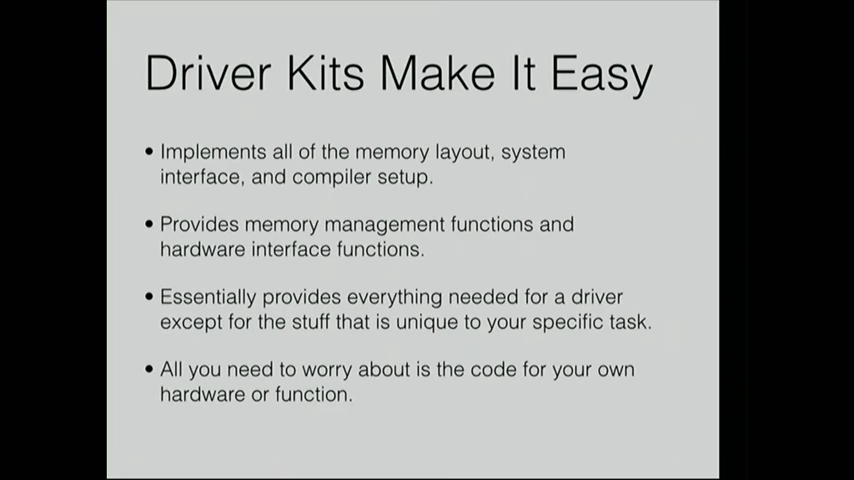 Driver Kits Make It Easy
• Implements all of the memory layout, system
interface, and compiler setup.
• Provides memory management functions and
hardware interface functions.
• Essentially provides everything needed for a driver
except for the stuff that is unique to your specific task.
• All you need to worry about is the code for your own
hardware or function.